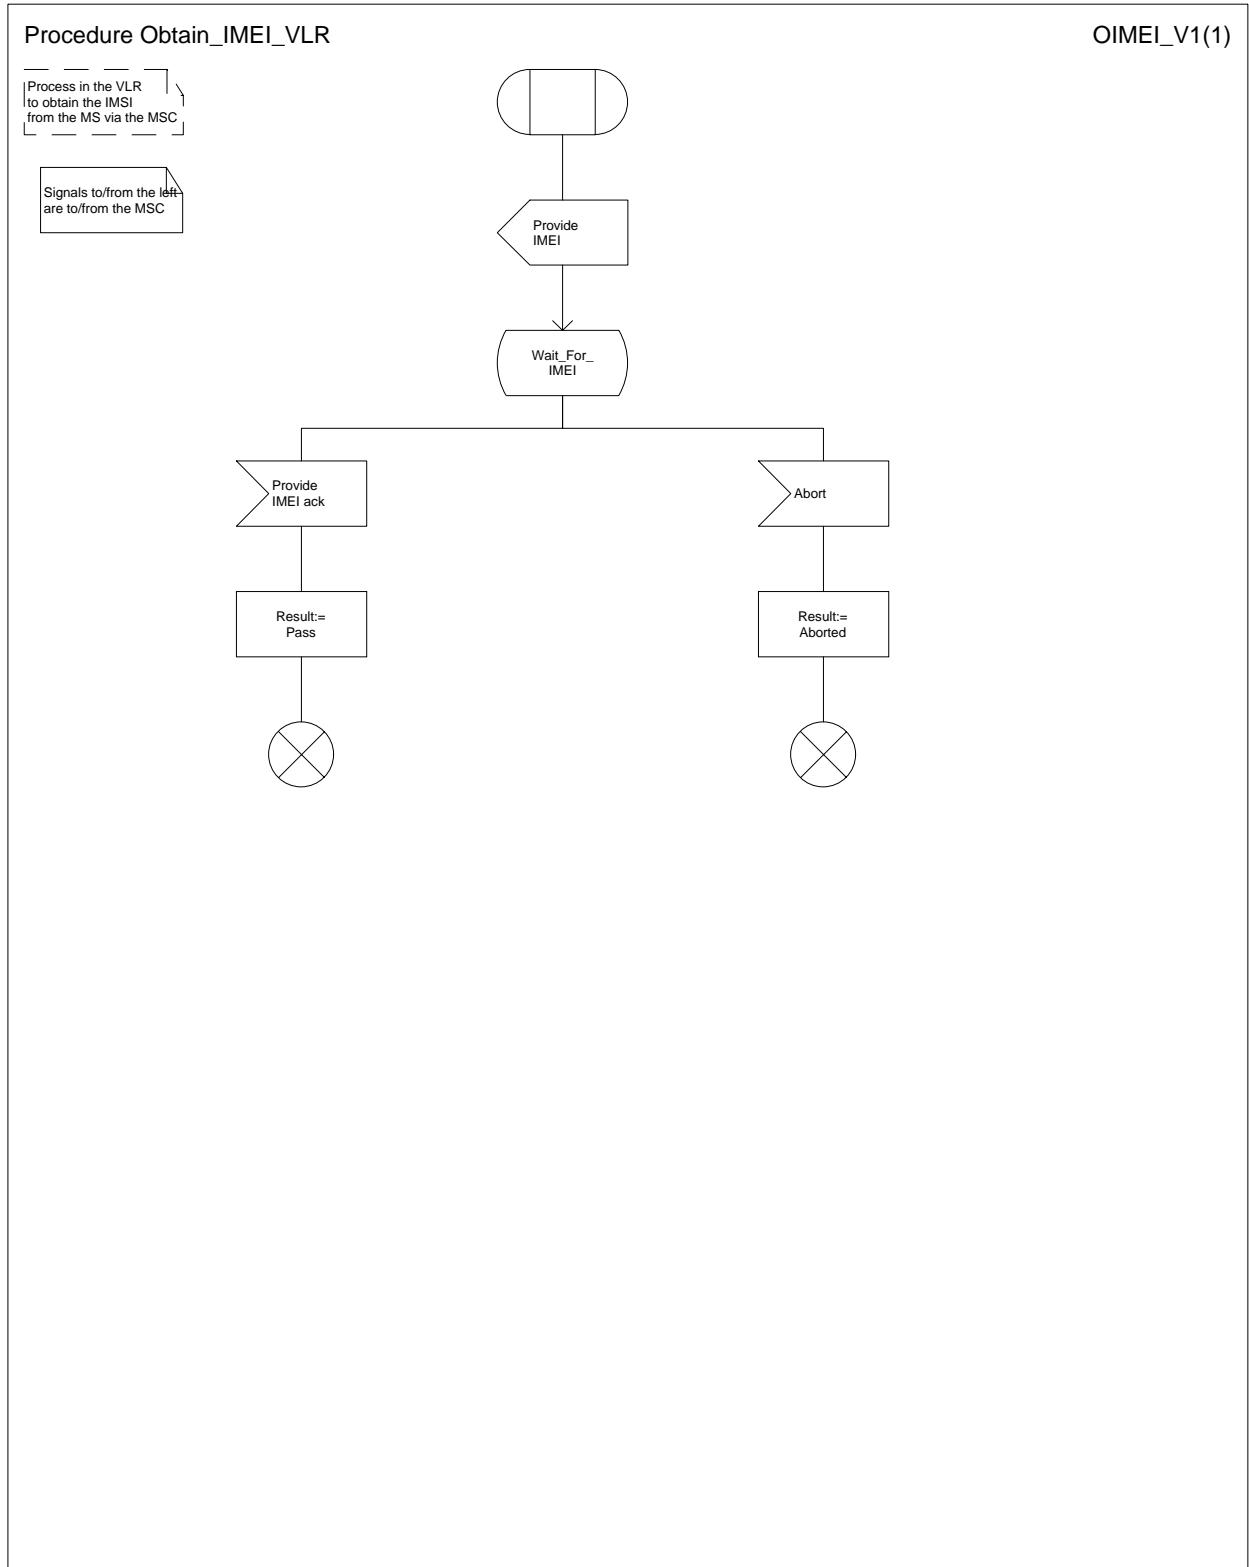 Procedure Obtain_IMEI_VLR
OIMEI_V1(1)
Process in the VLR
to obtain the IMSI
from the MS via the MSC
Signals to/from the left
are to/from the MSC
Provide
IMEI
Wait_For_
IMEI
Provide
IMEI ack
Abort
Result:=
Pass
Result:=
Aborted